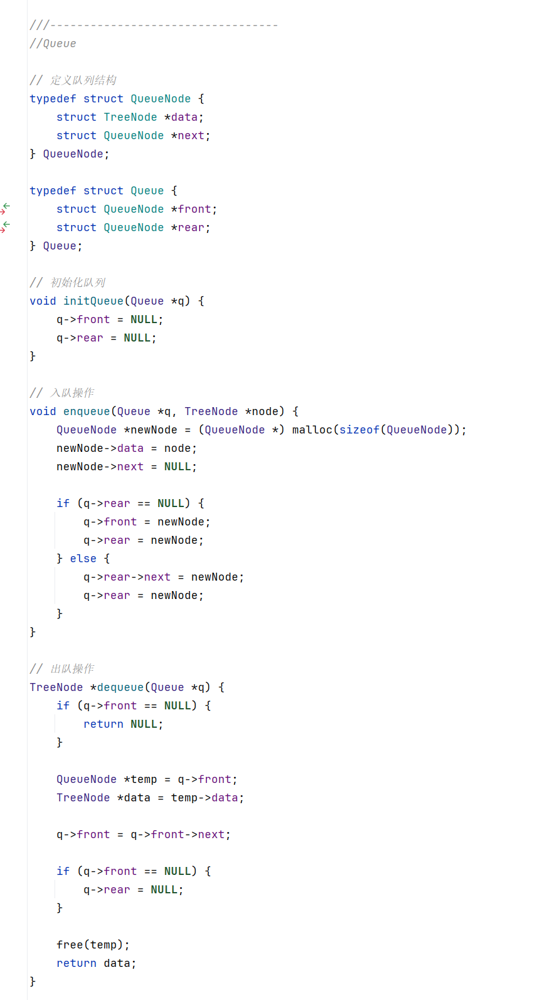 ///----------------------------------
//Queue
// 定义队列结构
typedef struct QueueNode {
    struct TreeNode *data;
    struct QueueNode *next;
} QueueNode;
typedef struct Queue {
    struct QueueNode *front;
    struct QueueNode *rear;
} Queue;
// 初始化队列
void initQueue(Queue *q) {
    q->front = NULL;
    q->rear = NULL;
}
// 入队操作
void enqueue(Queue *q, TreeNode *node) {
    QueueNode *newNode = (QueueNode *) malloc(sizeof(QueueNode));
    newNode->data = node;
    newNode->next = NULL;
    if (q->rear == NULL) {
        q->front = newNode;
        q->rear = newNode;
    } else {
        q->rear->next = newNode;
        q->rear = newNode;
    }
}
// 出队操作
TreeNode *dequeue(Queue *q) {
    if (q->front == NULL) {
        return NULL;
    }
    QueueNode *temp = q->front;
    TreeNode *data = temp->data;
    q->front = q->front->next;
    if (q->front == NULL) {
        q->rear = NULL;
    }
    free(temp);
    return data;
}